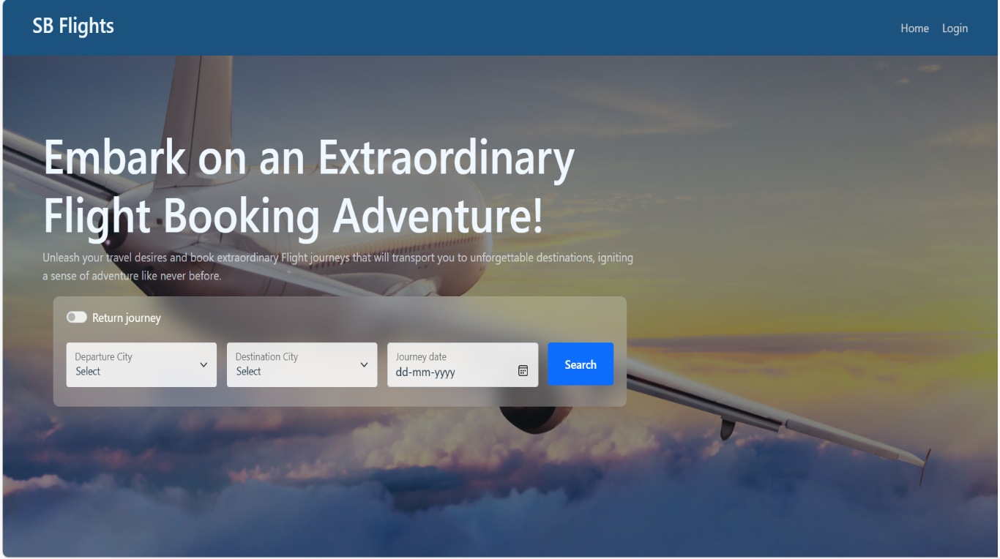 SB Flights
Home Login
Embark on an Extraordinary
Flight Booking Adventure!
Unleash your travel desires and book extraordinary Flight journeys that will transport you to unforgettable destinations, igniting
a sense of adventure like never before.
Return journey
Departure City
Select
Destination City
Select
Journey date
dd-mm-yyyy
Search